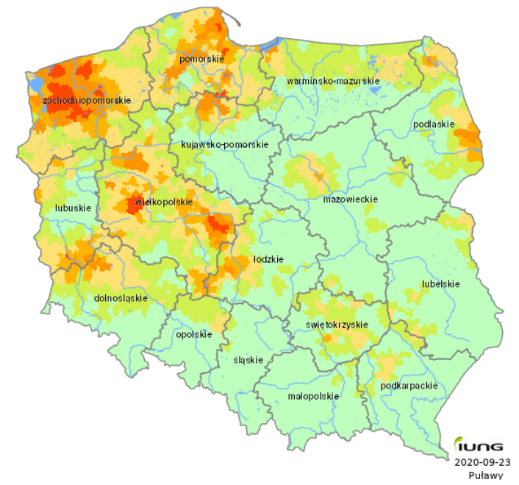 pomorskie
warmińsko-mazurskie
zachodniopomorskie
podlaskie
kujawsko-pomorskie
wielkopolskie
mazowieckie
lubuskie
łódzkie
lubelskie
dolnośląskie
świętokrzyskie
opolskie
śląskie
podkarpackie
małopolskie
IUNG
2020-09-23
Puławy